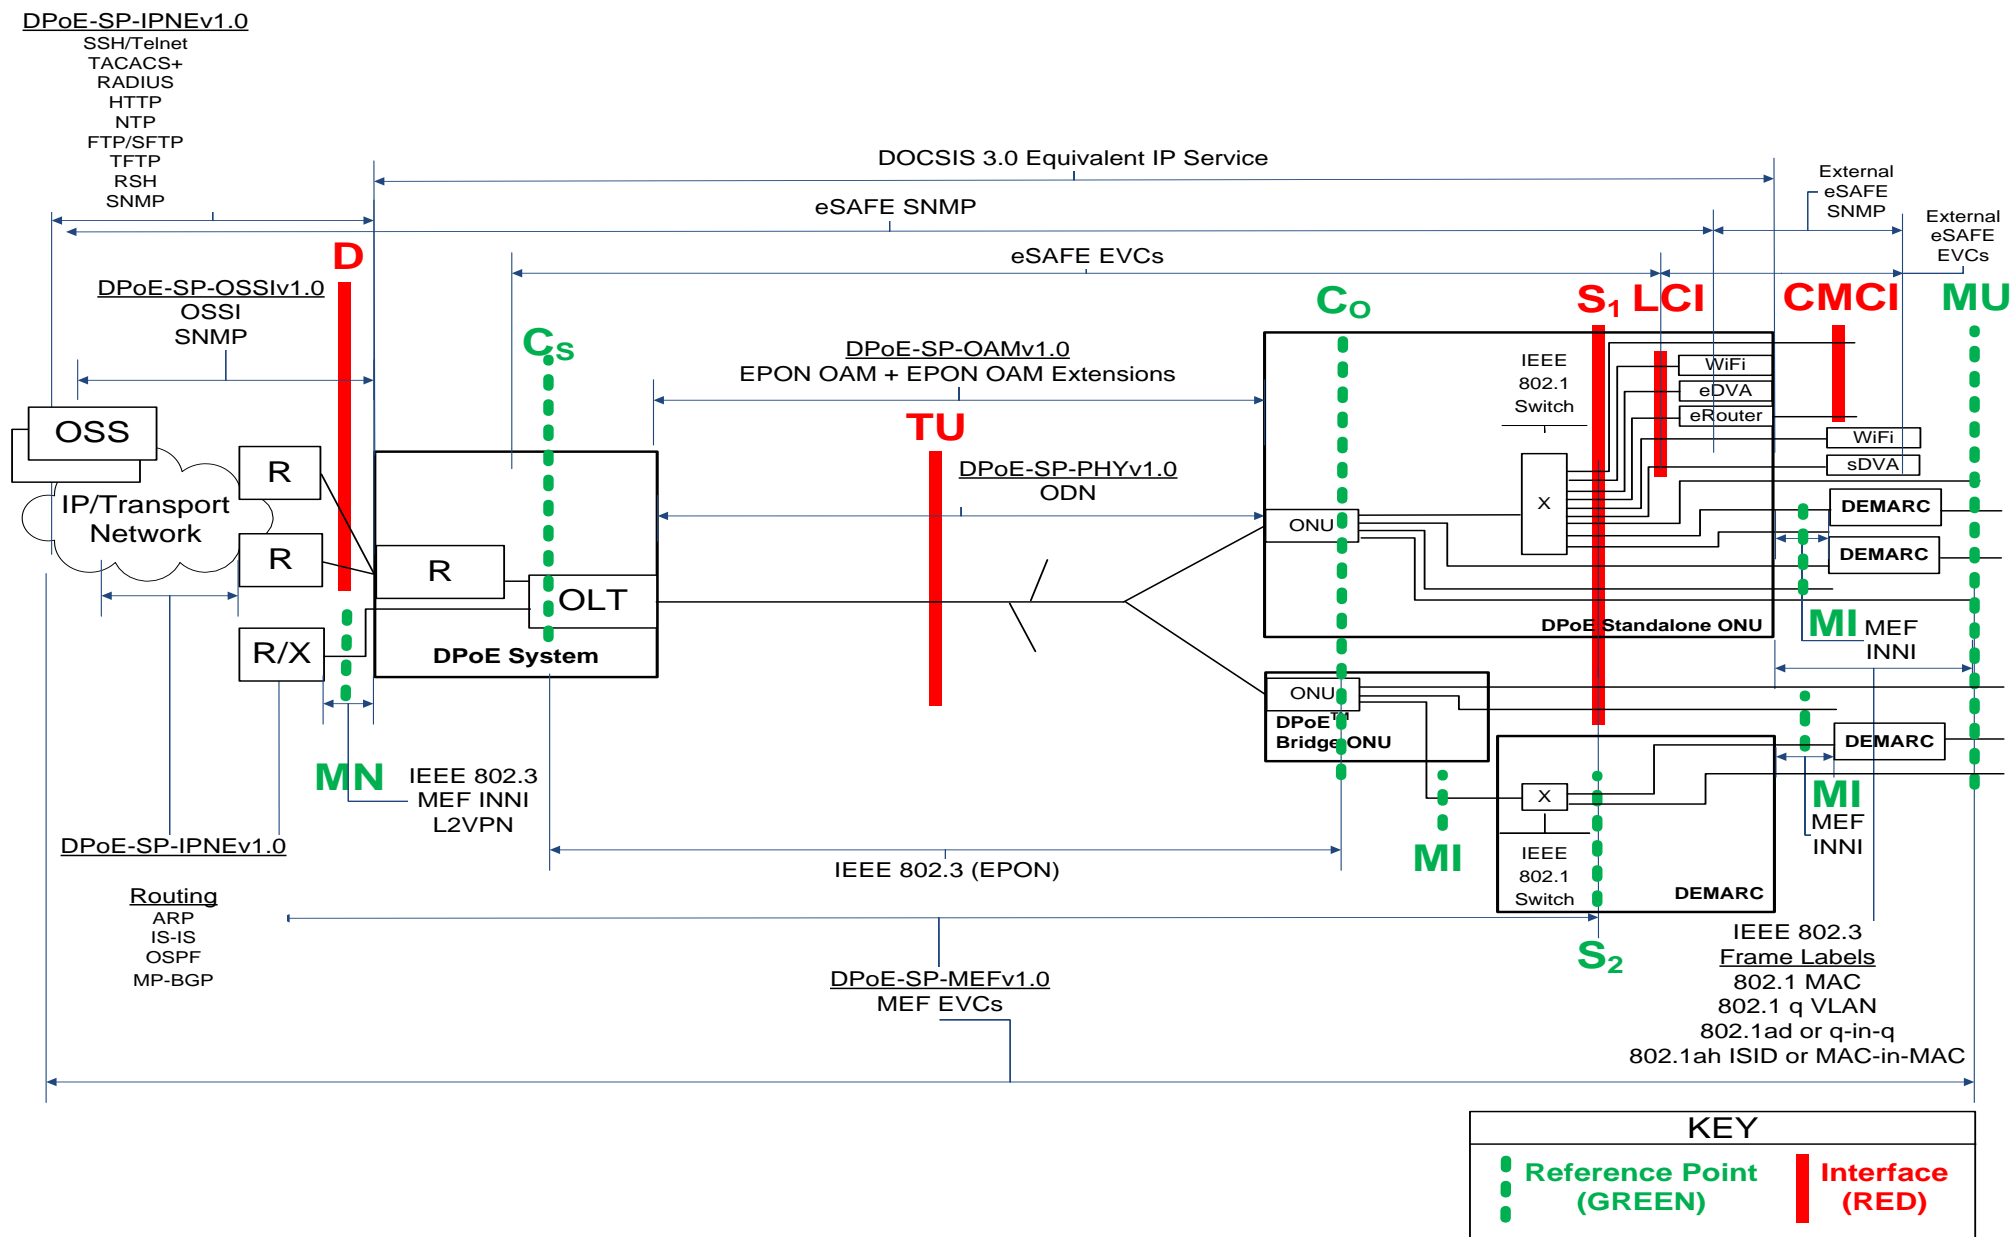 DPoE-SP-IPNEv1.0
SSH/Telnet
TACACS+
RADIUS
HTTP
NTP
FTP/SFTP
TFTP
RSH
SNMP
DOCSIS 3.0 Equivalent IP Service
eSAFE SNMP
External
eSAFE
SNMP
External
eSAFE
EVCs
eSAFE EVCs
D
DPoE-SP-OSSIv1.0
OSSI
SNMP
CS
CO
S1
LCI
CMCI
MU
DPoE-SP-OAMv1.0
EPON OAM + EPON OAM Extensions
TU
DPoE-SP-PHYv1.0
ODN
IEEE
802.1
Switch
WiFi
eDVA
eRouter
WiFi
sDVA
OSS
IP/Transport
Network
R
R
R/X
R
OLT
DPoE System
ONU
X
DEMARC
DEMARC
DPoE Standalone ONU
MI
MEF
INNI
ONU
DPoE™
Bridge ONU
DEMARC
MN
IEEE 802.3
MEF INNI
L2VPN
MI
X
IEEE
802.1
Switch
DEMARC
MI
MEF
INNI
DPoE-SP-IPNEv1.0
Routing
ARP
IS-IS
OSPF
MP-BGP
IEEE 802.3 (EPON)
S2
DPoE-SP-MEFv1.0
MEF EVCs
IEEE 802.3
Frame Labels
802.1 MAC
802.1 q VLAN
802.1ad or q-in-q
802.1ah ISID or MAC-in-MAC
KEY
Reference Point
(GREEN)
Interface
(RED)